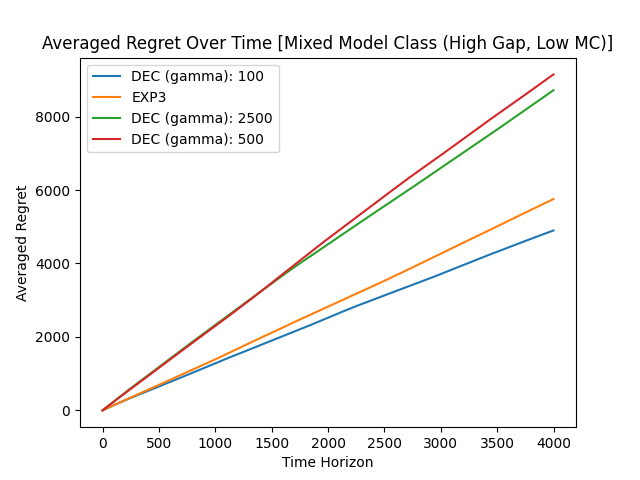 Averaged Regret Over Time [Mixed Model Class (High Gap, Low MC)]
DEC (gamma): 100
EXP3
DEC (gamma): 2500
DEC (gamma): 500
Averaged Regret
8000
6000
4000
2000
0
0 500 1000 1500 2000 2500 3000 3500 4000
Time Horizon